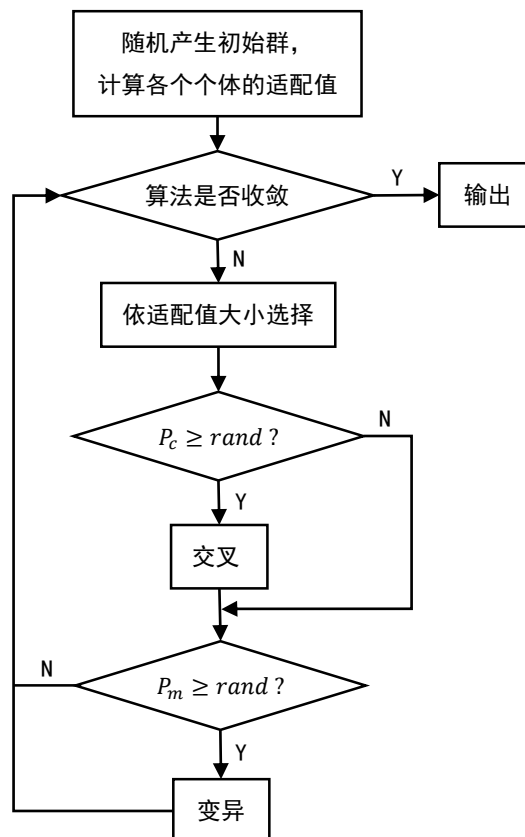 随机产生初始群，
计算各个个体的适配值
算法是否收敛
Y
输出
N
依适配值大小选择
P_c ≥ rand ?
N
Y
交叉
N
P_m ≥ rand ?
Y
变异